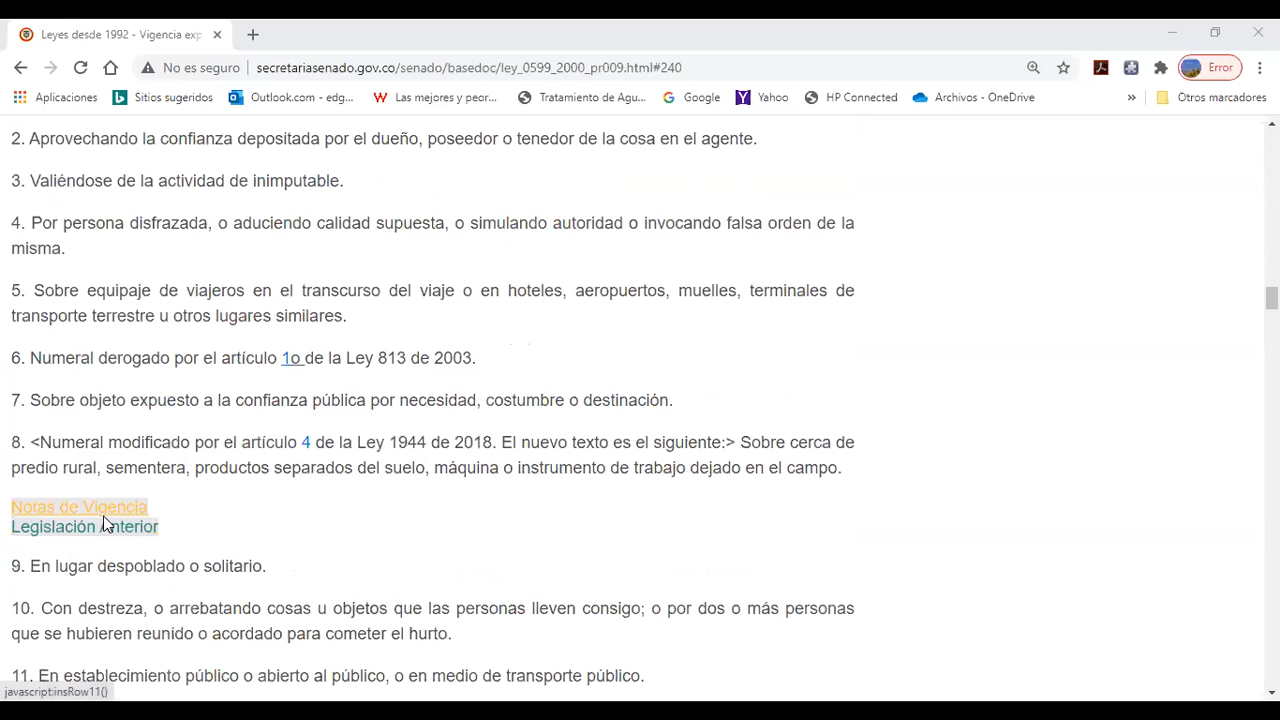 Leyes desde 1992 - Vigencia exp
No es seguro
secretariasenado.gov.co/senado/basedoc/ley_0599_2000_pr009.html#240
Error
Aplicaciones
Sitios sugeridos
Outlook.com - edg...
Las mejores y peor...
Tratamiento de Agu...
Google
Yahoo
HP Connected
Archivos - OneDrive
»
Otros marcadores
2. Aprovechando la confianza depositada por el dueño, poseedor o tenedor de la cosa en el agente.
3. Valiéndose de la actividad de inimputable.
4. Por persona disfrazada, o aduciendo calidad supuesta, o simulando autoridad o invocando falsa orden de la
misma.
5. Sobre equipaje de viajeros en el transcurso del viaje o en hoteles, aeropuertos, muelles, terminales de
transporte terrestre u otros lugares similares.
6. Numeral derogado por el artículo 1o de la Ley 813 de 2003.
7. Sobre objeto expuesto a la confianza pública por necesidad, costumbre o destinación.
8. <Numeral modificado por el artículo 4 de la Ley 1944 de 2018. El nuevo texto es el siguiente:> Sobre cerca de
predio rural, sementera, productos separados del suelo, máquina o instrumento de trabajo dejado en el campo.
Notas de Vigencia
Legislación Anterior
9. En lugar despoblado o solitario.
10. Con destreza, o arrebatando cosas u objetos que las personas lleven consigo; o por dos o más personas
que se hubieren reunido o acordado para cometer el hurto.
11. En establecimiento público o abierto al público, o en medio de transporte público.
javascript:insRow11()